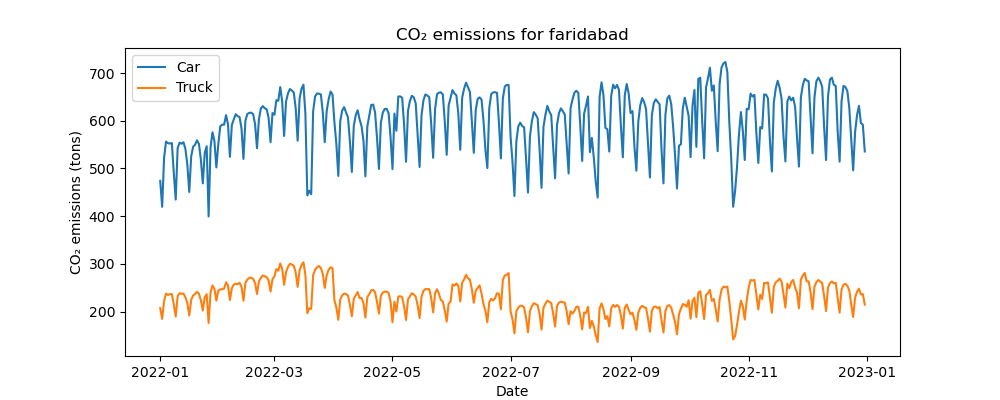 CO₂ emissions for faridabad
Car
Truck
CO₂ emissions (tons)
700
600
500
400
300
200
2022-01
2022-03
2022-05
2022-07
2022-09
2022-11
2023-01
Date